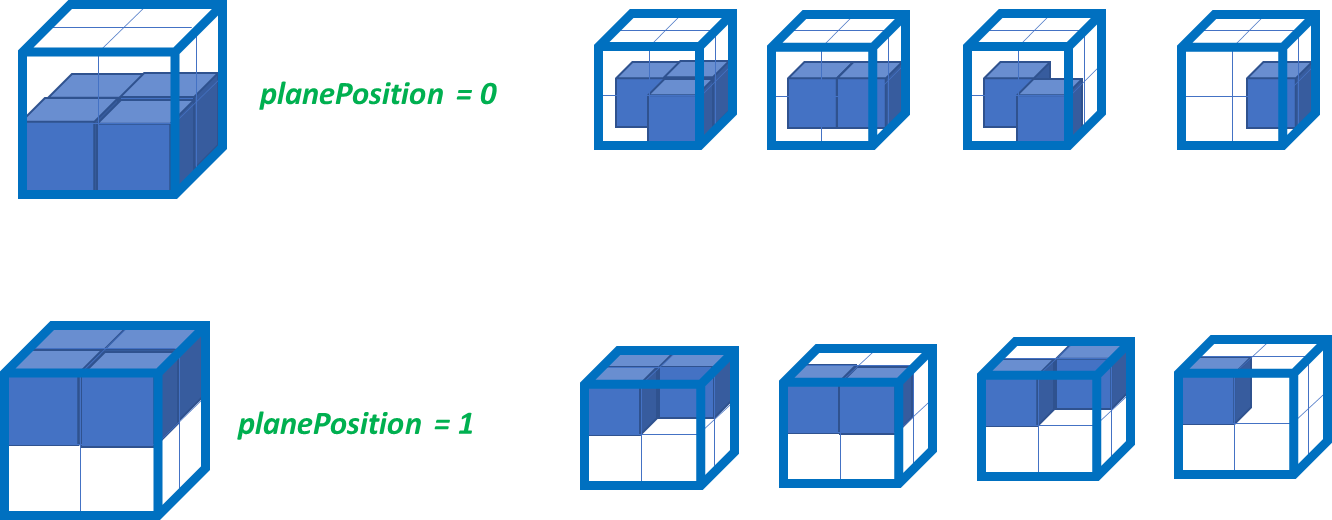 planePosition = 0
planePosition = 1